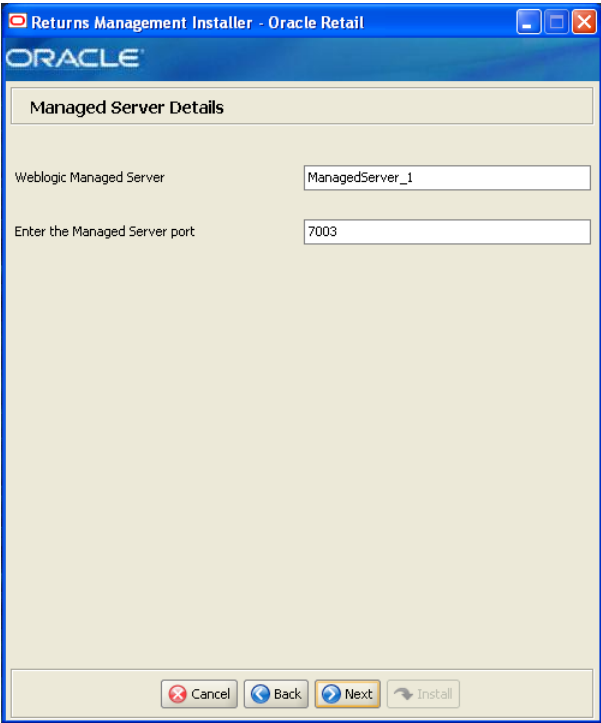 Returns Management Installer - Oracle Retail
ORACLE
Managed Server Details
Weblogic Managed Server
ManagedServer_1
Enter the Managed Server port
7003
Cancel
Back
Next
Install